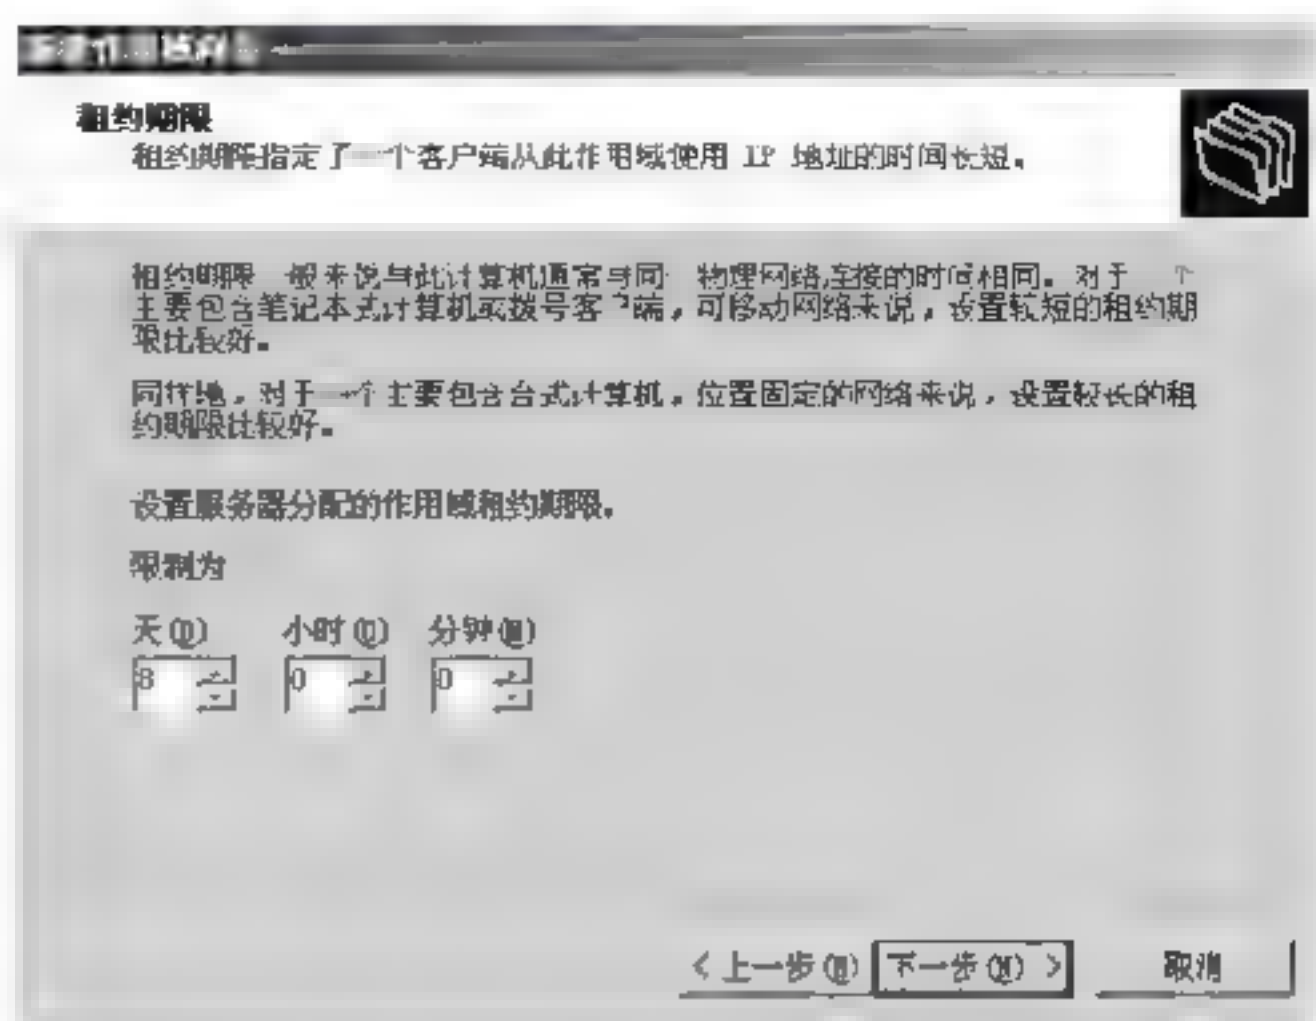 新建作用域向导
租约期限
租约期限指定了一个客户端从此作用域使用 IP 地址的时间长短。
租约期限一般来说与此计算机通常与同一物理网络连接的时间相同。对于一个
主要包含笔记本式计算机或拨号客户端，可移动网络来说，设置较短的租约期
限比较好。
同样地，对于一个主要包含台式计算机，位置固定的网络来说，设置较长的租
约期限比较好。
设置服务器分配的作用域租约期限。
限制为
天(D) 小时(U) 分钟(M)
8 0 0
< 上一步(B) 下一步(N) > 取消